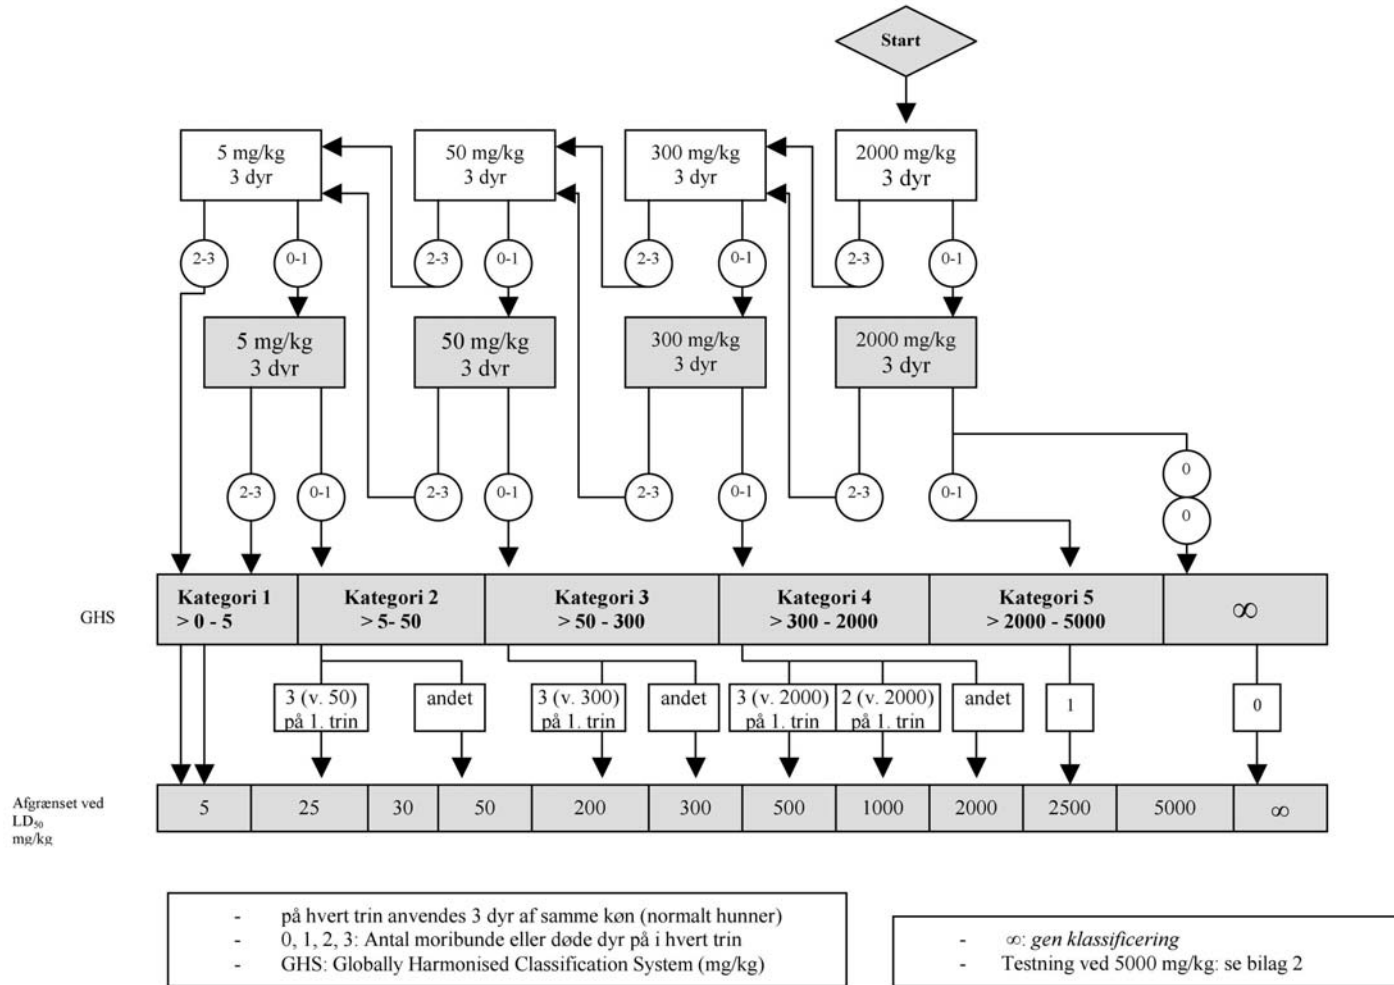 Start
5 mg/kg
3 dyr
50 mg/kg
3 dyr
300 mg/kg
3 dyr
2000 mg/kg
3 dyr
2-3
0-1
2-3
0-1
2-3
0-1
2-3
0-1
5 mg/kg
3 dyr
50 mg/kg
3 dyr
300 mg/kg
3 dyr
2000 mg/kg
3 dyr
2-3
0-1
2-3
0-1
2-3
0-1
2-3
0-1
0
0
GHS
Kategori 1
> 0 - 5
Kategori 2
> 5- 50
Kategori 3
> 50 - 300
Kategori 4
> 300 - 2000
Kategori 5
> 2000 - 5000
∞
3 (v. 50)
på 1. trin
andet
3 (v. 300)
på 1. trin
andet
3 (v. 2000)
på 1. trin
2 (v. 2000)
på 1. trin
andet
1
0
Afgrænset ved
LD₅₀
mg/kg
5
25
30
50
200
300
500
1000
2000
2500
5000
∞
- på hvert trin anvendes 3 dyr af samme køn (normalt hunner)
- 0, 1, 2, 3: Antal moribunde eller døde dyr på i hvert trin
- GHS: Globally Harmonised Classification System (mg/kg)
- ∞: gen klassificering
- Testning ved 5000 mg/kg: se bilag 2